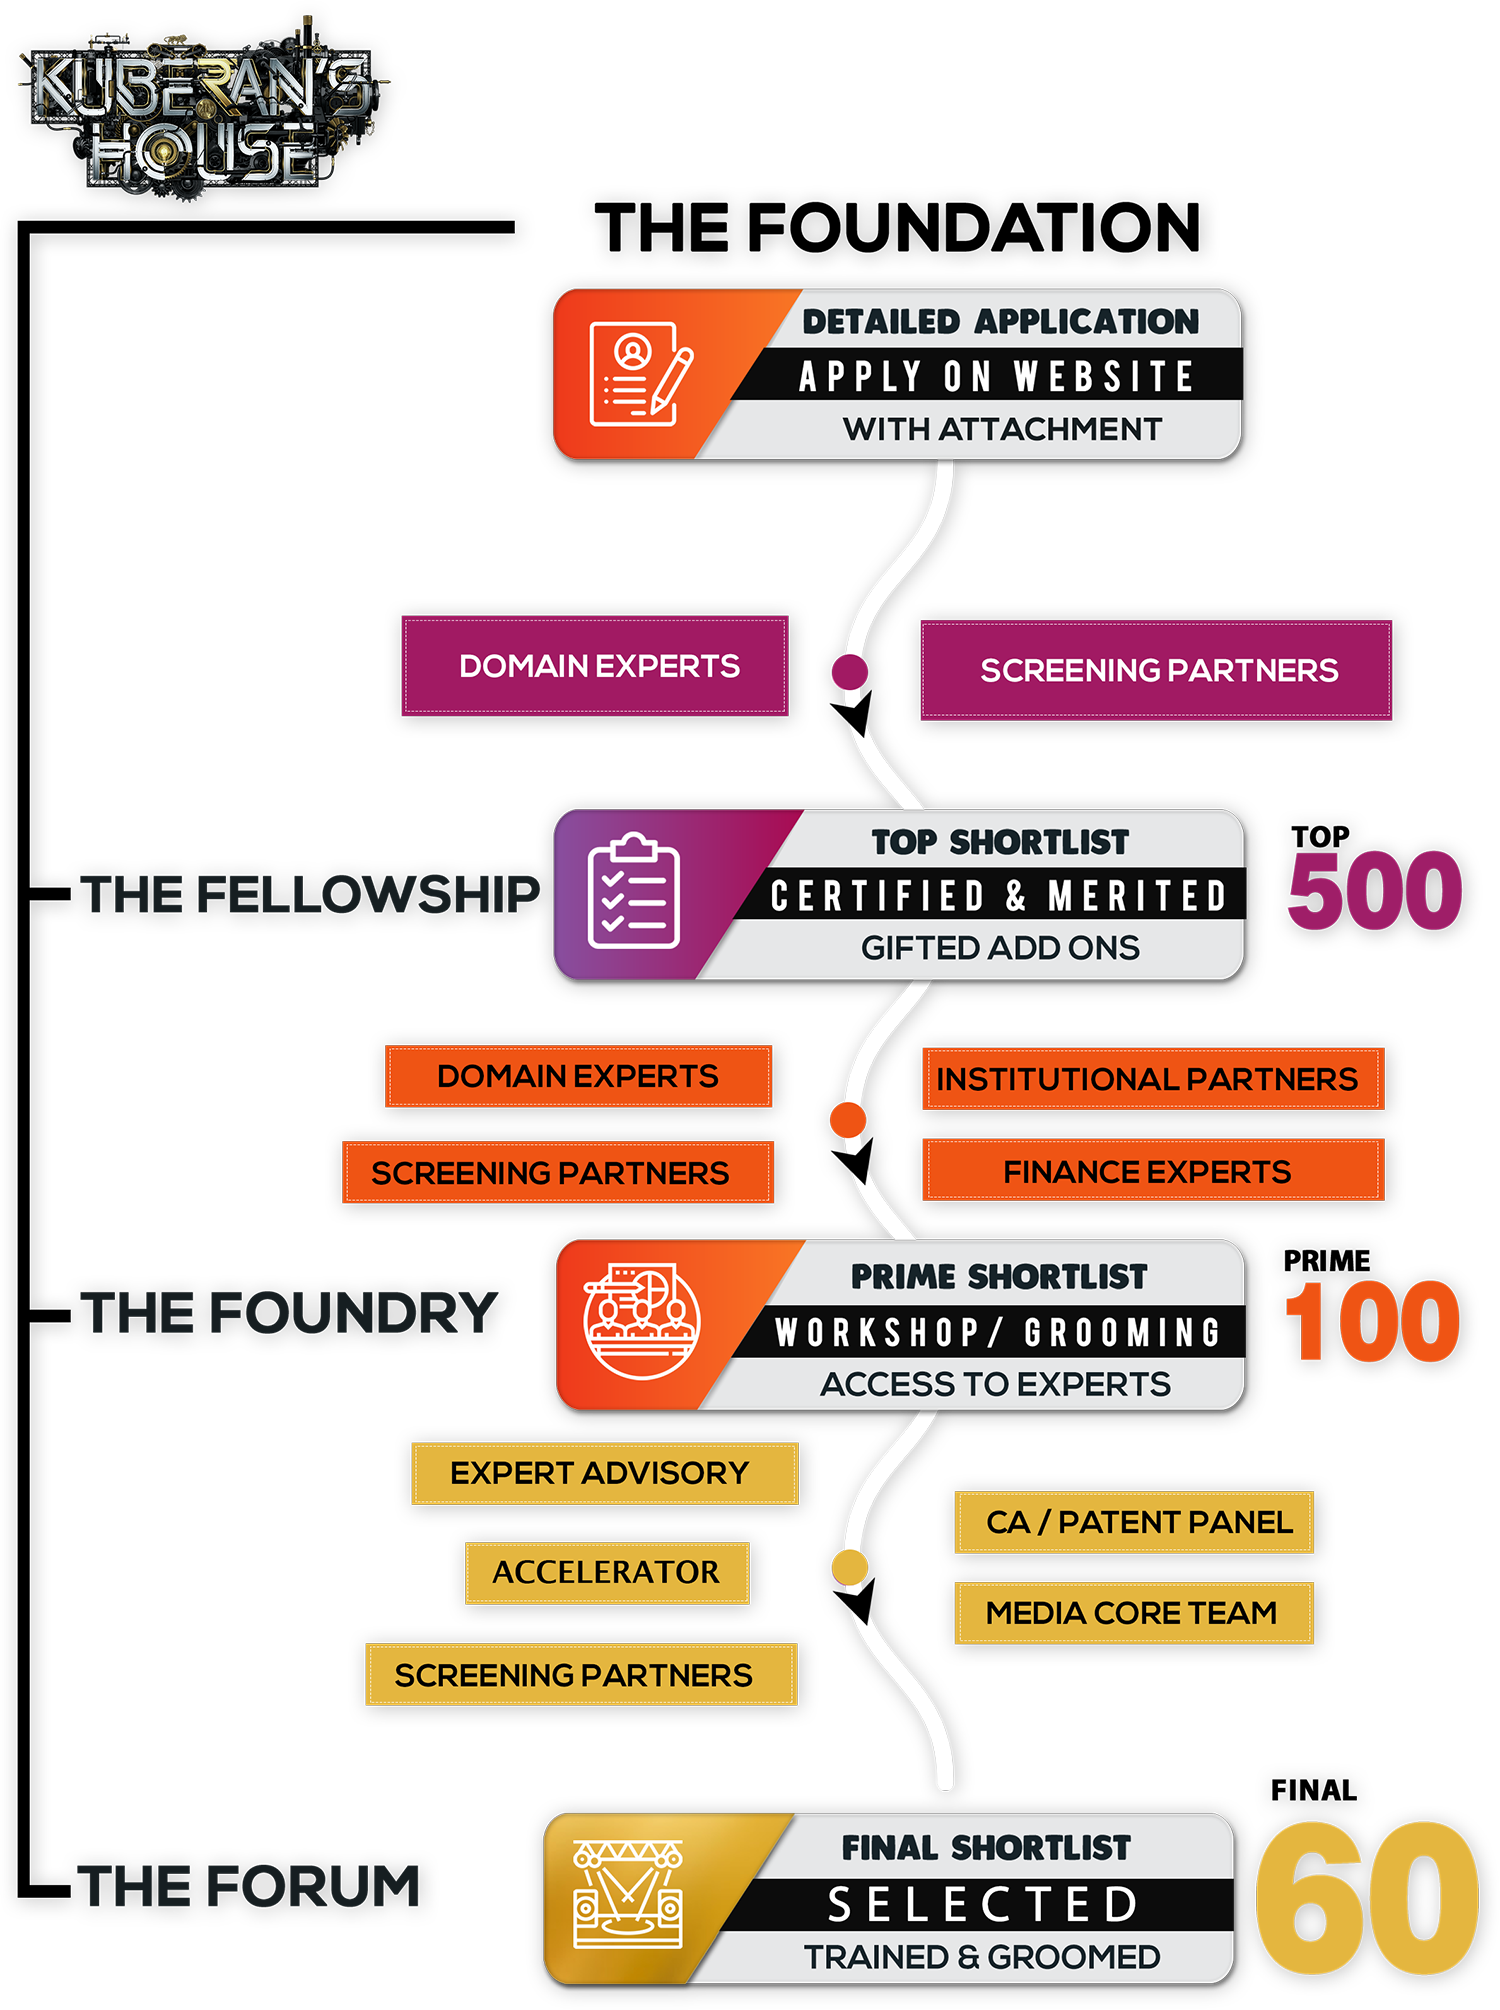 KUBERAN'S
HOUSE
THE FOUNDATION
DETAILED APPLICATION
APPLY ON WEBSITE
WITH ATTACHMENT
DOMAIN EXPERTS
SCREENING PARTNERS
THE FELLOWSHIP
TOP SHORTLIST
CERTIFIED & MERITED
GIFTED ADD ONS
TOP
500
DOMAIN EXPERTS
INSTITUTIONAL PARTNERS
SCREENING PARTNERS
FINANCE EXPERTS
THE FOUNDRY
PRIME SHORTLIST
WORKSHOP/ GROOMING
ACCESS TO EXPERTS
PRIME
100
EXPERT ADVISORY
CA / PATENT PANEL
ACCELERATOR
MEDIA CORE TEAM
SCREENING PARTNERS
THE FORUM
FINAL SHORTLIST
SELECTED
TRAINED & GROOMED
FINAL
60